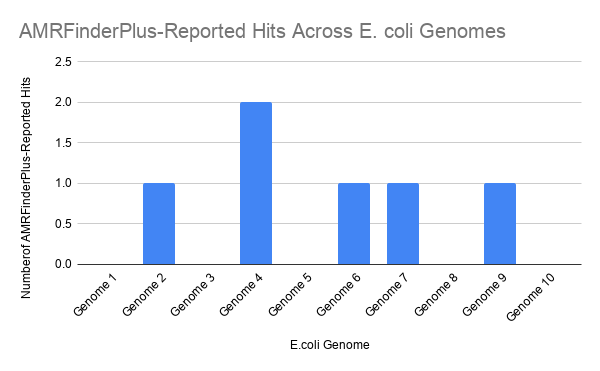 AMRFinderPlus-Reported Hits Across E. coli Genomes
Numberof AMRFinderPlus-Reported Hits
2.5
2.0
1.5
1.0
0.5
0.0
Genome 1
Genome 2
Genome 3
Genome 4
Genome 5
Genome 6
Genome 7
Genome 8
Genome 9
Genome 10
E.coli Genome